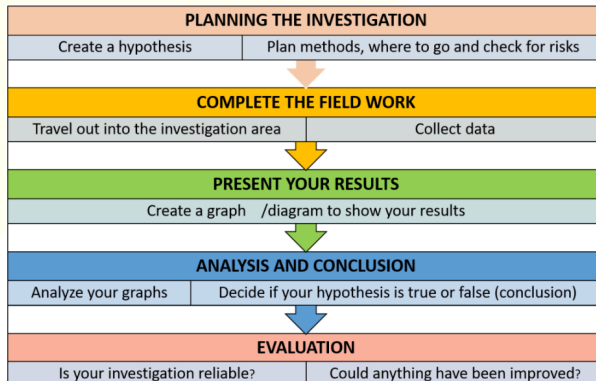 PLANNING THE INVESTIGATION
Create a hypothesis
Plan methods, where to go and check for risks
COMPLETE THE FIELD WORK
Travel out into the investigation area
Collect data
PRESENT YOUR RESULTS
Create a graph /diagram to show your results
ANALYSIS AND CONCLUSION
Analyze your graphs
Decide if your hypothesis is true or false (conclusion)
EVALUATION
Is your investigation reliable?
Could anything have been improved?